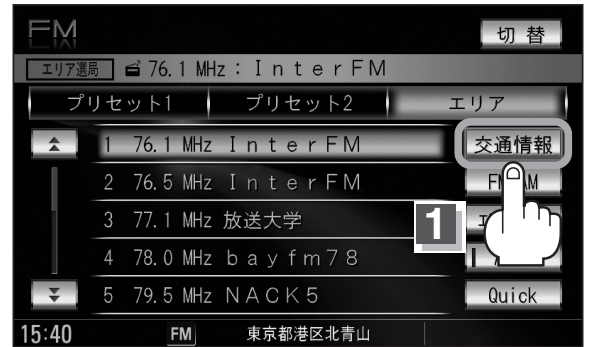 FM
切 替
エリア選局 76.1 MHz：InterFM
プリセット1 プリセット2 エリア
1 76.1 MHz InterFM 交通情報
2 76.5 MHz InterFM
3 77.1 MHz 放送大学
1
4 78.0 MHz bayfm78
5 79.5 MHz NACK5 Quick
15:40 FM 東京都港区北青山